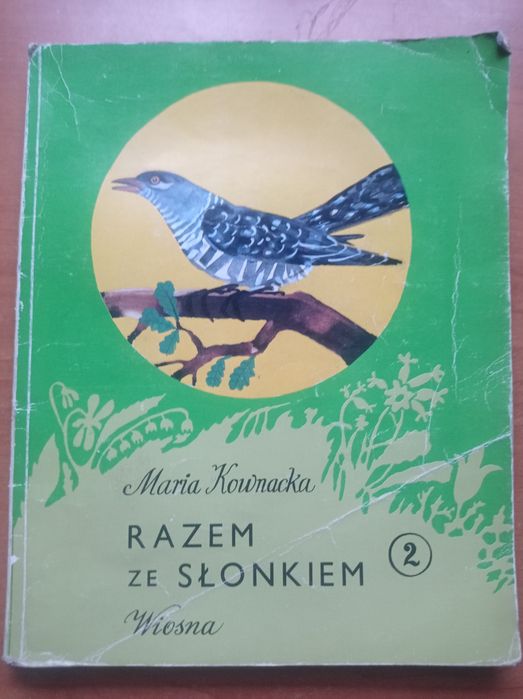 Maria Kownacka
RAZEM
ZE SŁONKIEM 2
Wiosna